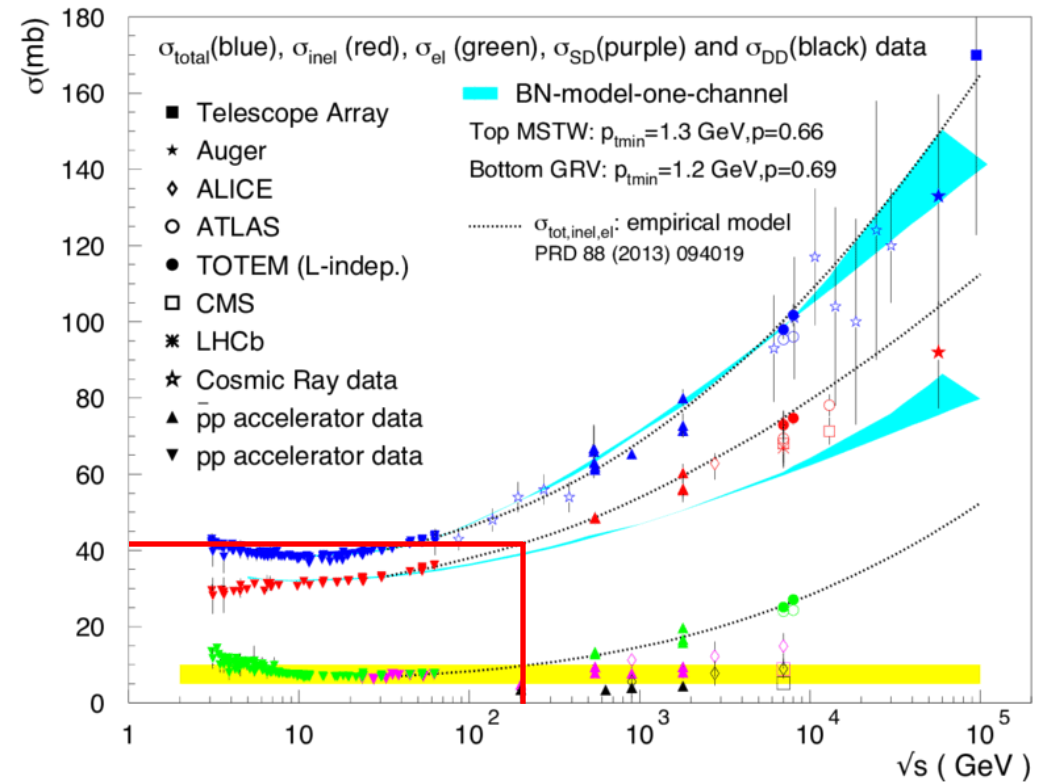 180
160
140
120
100
80
60
40
20
0
σ(mb)
σtotal(blue), σinel (red), σel (green), σSD(purple) and σDD(black) data
Telescope Array
Auger
ALICE
ATLAS
TOTEM (L-indep.)
CMS
LHCb
Cosmic Ray data
p̄p accelerator data
pp accelerator data
BN-model-one-channel
Top MSTW: ptmin=1.3 GeV,p=0.66
Bottom GRV: ptmin=1.2 GeV,p=0.69
σtot,inel,el: empirical model
PRD 88 (2013) 094019
1
10
10²
10³
10⁴
10⁵
√s ( GeV )